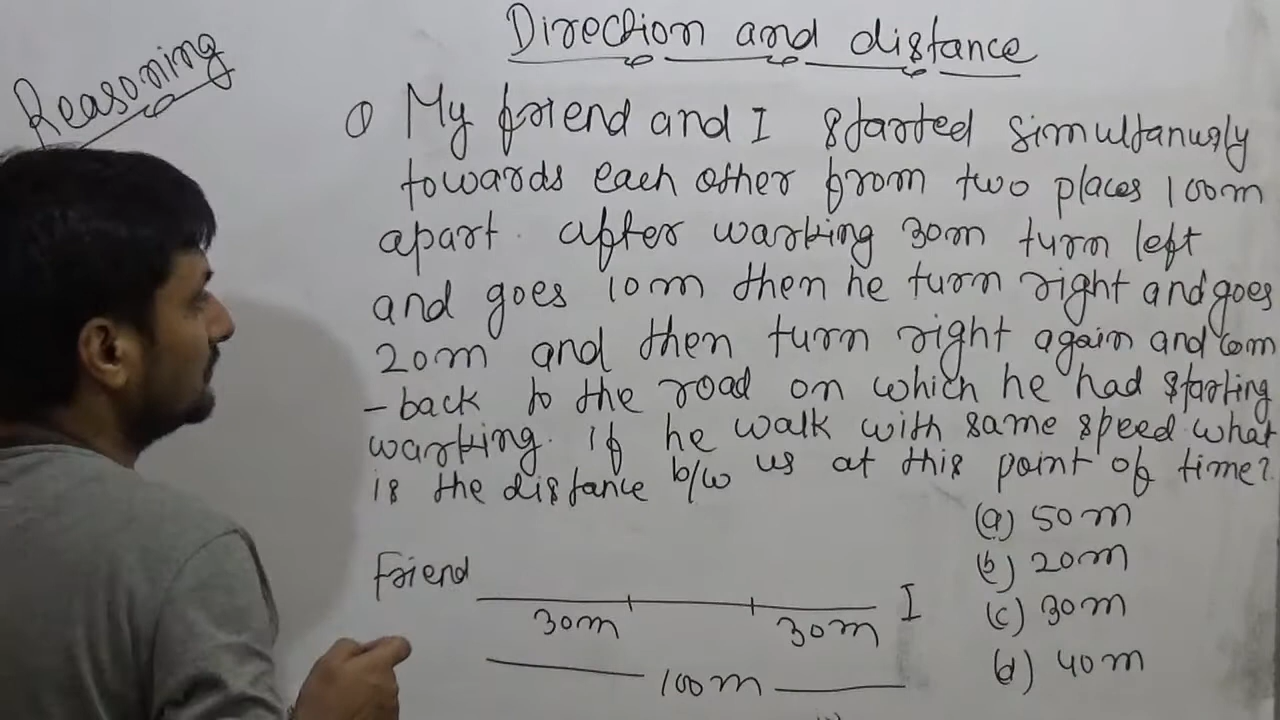 Direction and distance
Reasoning
① My friend and I started simultanusly
towards each other from two places 100m
apart. after warking 30m turn left
and goes 10m then he turn right and goes
20m and then turn right again and com
-back to the road on which he had starting
warking. if he walk with same speed what
is the distance b/w us at this point of time?
(a) 50m
(b) 20m
(c) 30m
(d) 40m
Friend
I
30m 30m
100m